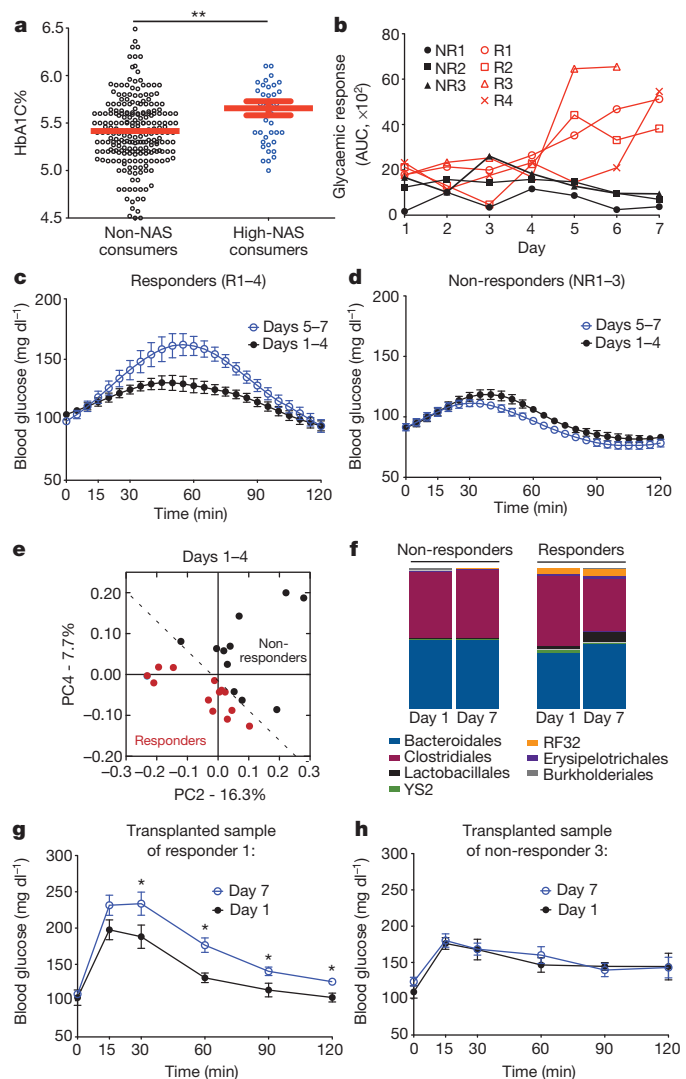 a
**
HbA1C%
6.5
6.0
5.5
5.0
4.5
Non-NAS
consumers
High-NAS
consumers
b
Glycaemic response
(AUC, ×10²)
80
60
40
20
0
NR1
NR2
NR3
R1
R2
R3
R4
1 2 3 4 5 6 7
Day
c
Responders (R1–4)
Blood glucose (mg dl⁻¹)
200
150
100
50
Days 5–7
Days 1–4
0 15 30 60 90 120
Time (min)
d
Non-responders (NR1–3)
Blood glucose (mg dl⁻¹)
200
150
100
50
Days 5–7
Days 1–4
0 15 30 60 90 120
Time (min)
e
Days 1–4
PC4 - 7.7%
0.20
0.10
0.00
−0.10
−0.20
Non-
responders
Responders
−0.3 −0.1 0.0 0.1 0.2 0.3
PC2 - 16.3%
f
Non-responders
Responders
Day 1 Day 7 Day 1 Day 7
Bacteroidales
Clostridiales
Lactobacillales
YS2
RF32
Erysipelotrichales
Burkholderiales
g
Transplanted sample
of responder 1:
Blood glucose (mg dl⁻¹)
300
250
200
150
100
50
Day 7
Day 1
* * * *
0 15 30 60 90 120
Time (min)
h
Transplanted sample
of non-responder 3:
Blood glucose (mg dl⁻¹)
300
250
200
150
100
50
Day 7
Day 1
0 15 30 60 90 120
Time (min)